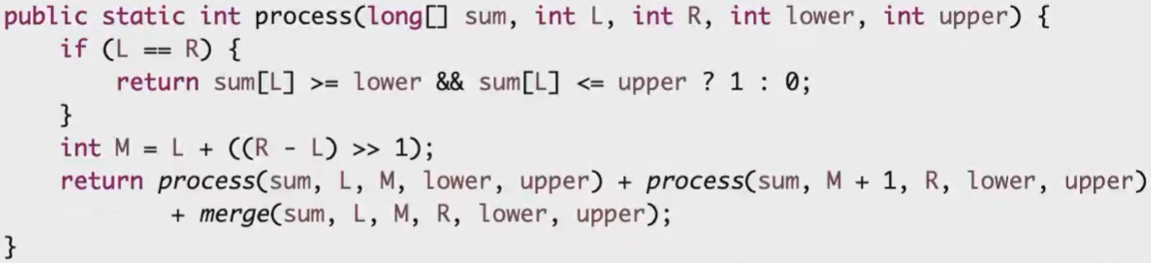 public static int process(long[] sum, int L, int R, int lower, int upper) {
    if (L == R) {
        return sum[L] >= lower && sum[L] <= upper ? 1 : 0;
    }
    int M = L + ((R - L) >> 1);
    return process(sum, L, M, lower, upper) + process(sum, M + 1, R, lower, upper)
            + merge(sum, L, M, R, lower, upper);
}